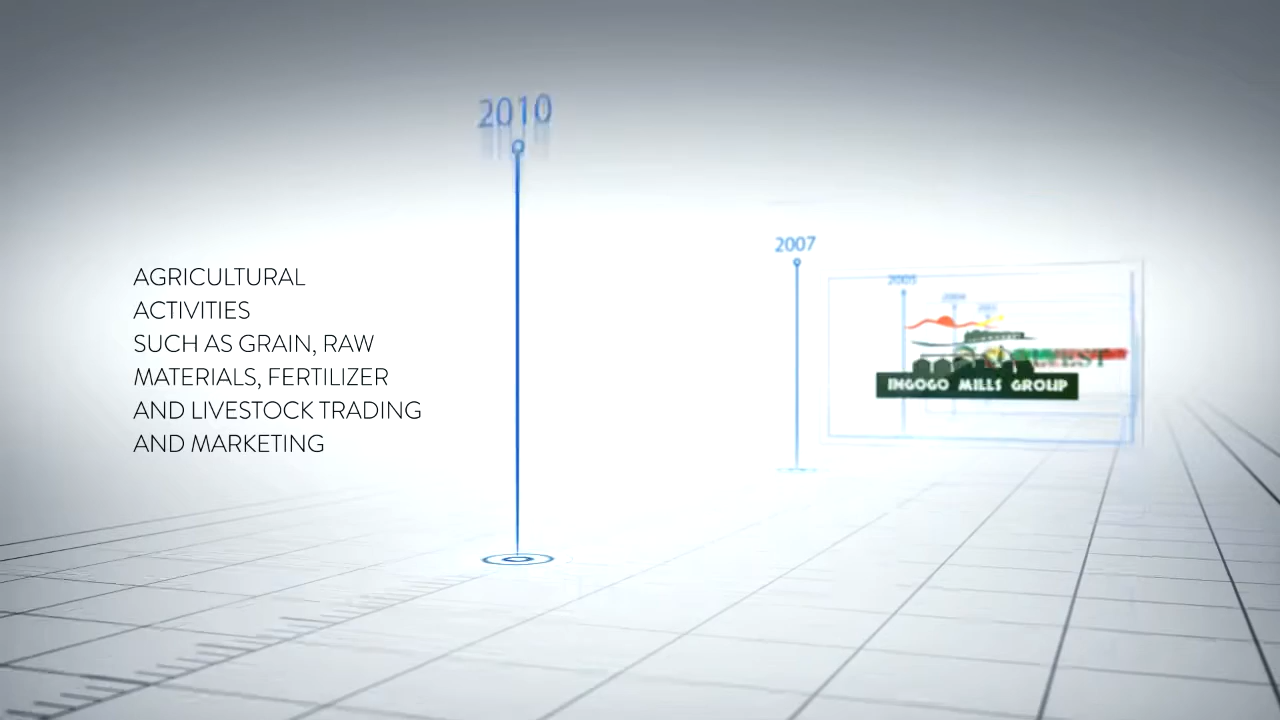 2010
2007
2005
2004
AGRICULTURAL
ACTIVITIES
SUCH AS GRAIN, RAW
MATERIALS, FERTILIZER
AND LIVESTOCK TRADING
AND MARKETING
INGOGO MILLS GROUP